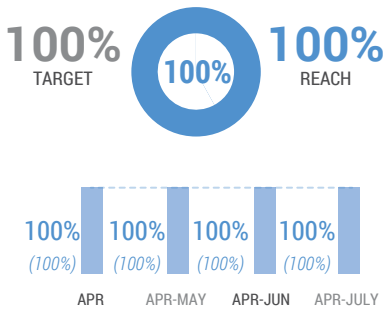 100% 100% 100%
TARGET REACH
100% 100% 100% 100%
(100%) (100%) (100%) (100%)
APR APR-MAY APR-JUN APR-JULY